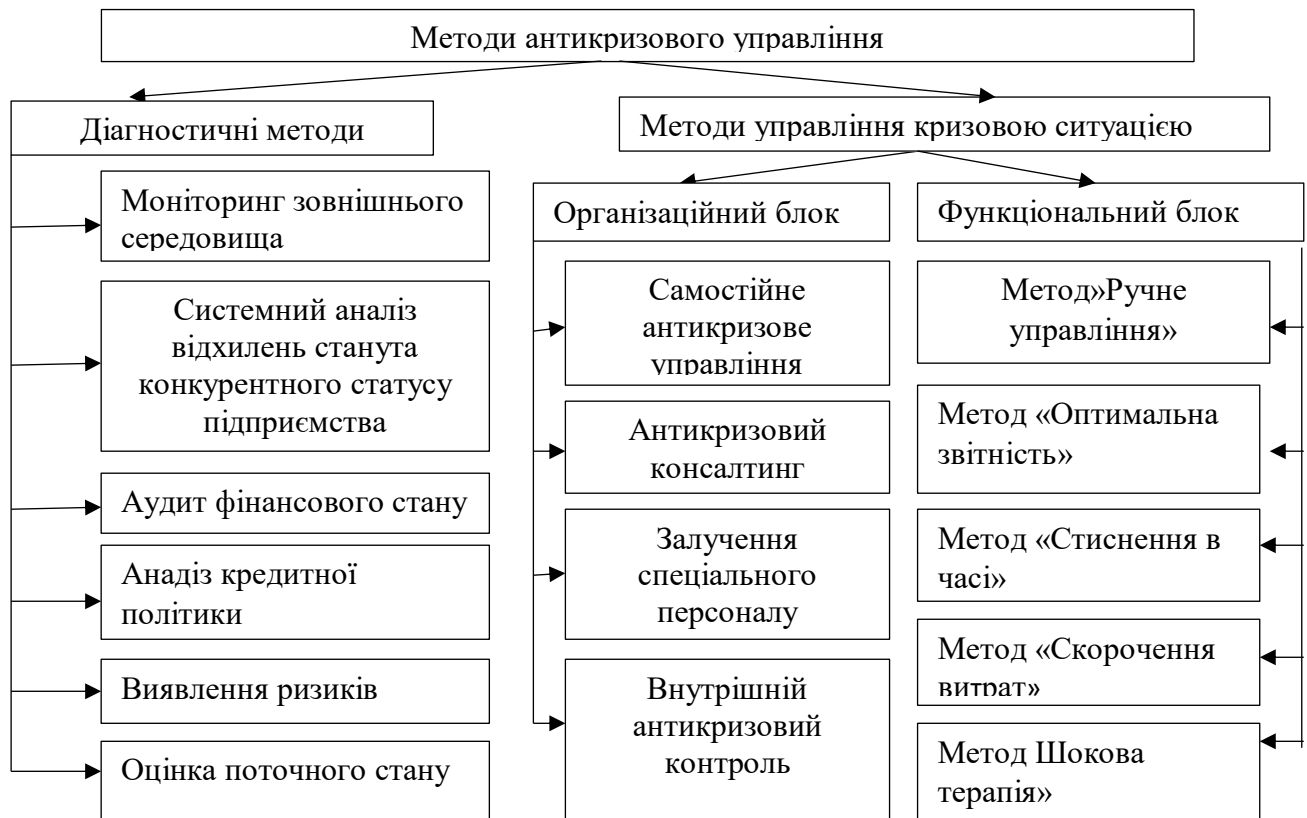 Методи антикризового управління
Діагностичні методи
Моніторинг зовнішнього
середовища
Системний аналіз
відхилень станута
конкурентного статусу
підприємства
Аудит фінансового стану
Анадіз кредитної
політики
Виявлення ризиків
Оцінка поточного стану
Методи управління кризовою ситуацією
Організаційний блок
Самостійне
антикризове
управління
Антикризовий
консалтинг
Залучення
спеціального
персоналу
Внутрішній
антикризовий
контроль
Функціональний блок
Метод»Ручне
управління»
Метод «Оптимальна
звітність»
Метод «Стиснення в
часі»
Метод «Скорочення
витрат»
Метод Шокова
терапія»